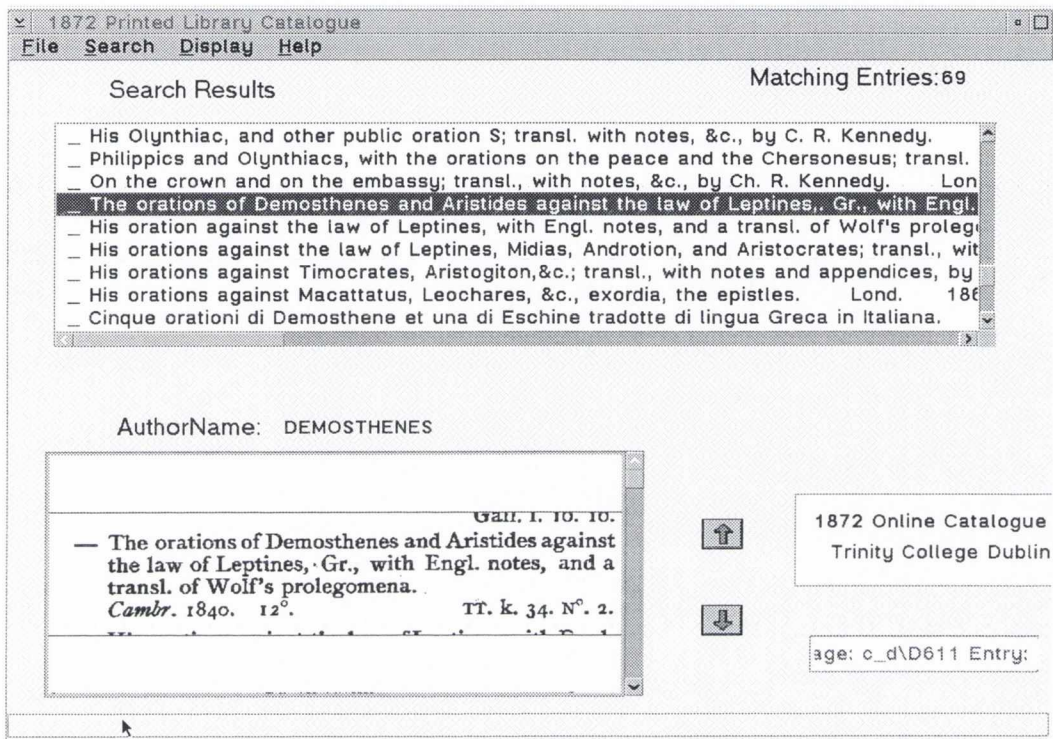 1872 Printed Library Catalogue
File Search Display Help
Search Results
Matching Entries:69
_ His Olynthiac, and other public oration S; transl. with notes, &c., by C. R. Kennedy.
_ Philippics and Olynthiacs, with the orations on the peace and the Chersonesus; transl.
_ On the crown and on the embassy; transl., with notes, &c., by Ch. R. Kennedy. Lon
_ The orations of Demosthenes and Aristides against the law of Leptines,. Gr., with Engl.
_ His oration against the law of Leptines, with Engl. notes, and a transl. of Wolf's proleg
_ His orations against the law of Leptines, Midias, Androtion, and Aristocrates; transl., wit
_ His orations against Timocrates, Aristogiton,&c.; transl., with notes and appendices, by
_ His orations against Macattatus, Leochares, &c., exordia, the epistles. Lond. 186
_ Cinque orationi di Demosthene et una di Eschine tradotte di lingua Greca in Italiana.
AuthorName: DEMOSTHENES
Gall. I. 10. 10.
— The orations of Demosthenes and Aristides against
the law of Leptines, Gr., with Engl. notes, and a
transl. of Wolf's prolegomena.
Cambr. 1840. 12°. TT. k. 34. N°. 2.
1872 Online Catalogue
Trinity College Dublin
age: c_d\D611 Entry: